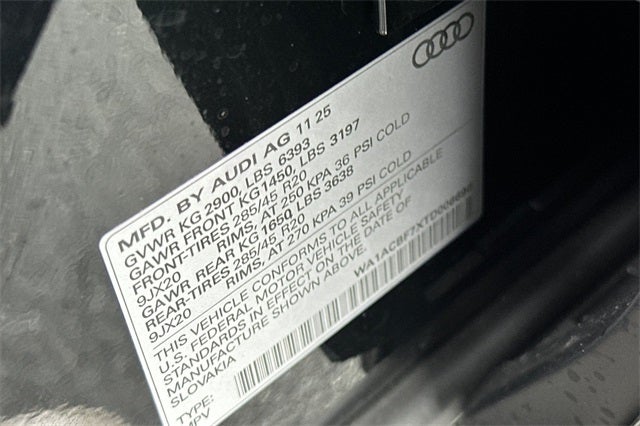 MFD. BY AUDI AG 11 25
GVWR KG 2900, LBS 6393
GAWR FRONT KG 1450, LBS 3197
FRONT-TIRES 285/45 R20
9JX20 RIMS, AT 250 KPA 36 PSI COLD
GAWR REAR KG 1650 LBS 3638
REAR-TIRES 285/45 R20
9JX20 RIMS, AT 270 KPA 39 PSI COLD
THIS VEHICLE CONFORMS TO ALL APPLICABLE
U.S. FEDERAL MOTOR VEHICLE SAFETY
STANDARDS IN EFFECT ON THE DATE OF
MANUFACTURE SHOWN ABOVE.
SLOVAKIA
WA1ACBF7XTD006696
TYPE:
MPV